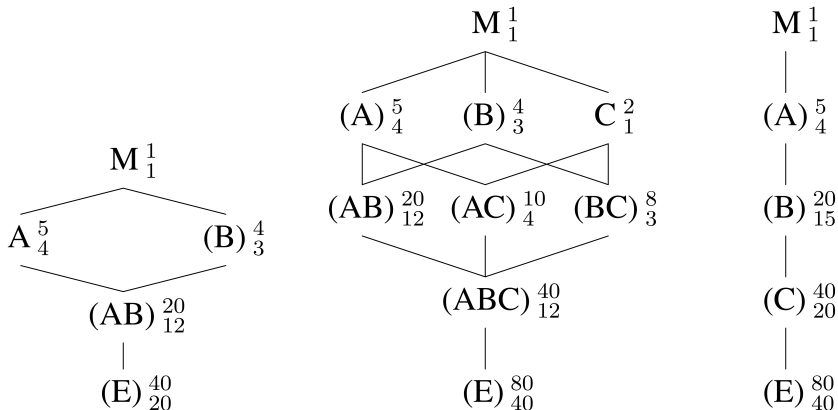 M 1 1
A 5 4 (B) 4 3
(AB) 20 12
(E) 40 20
M 1 1
(A) 5 4 (B) 4 3 C 2 1
(AB) 20 12 (AC) 10 4 (BC) 8 3
(ABC) 40 12
(E) 80 40
M 1 1
(A) 5 4
(B) 20 15
(C) 40 20
(E) 80 40